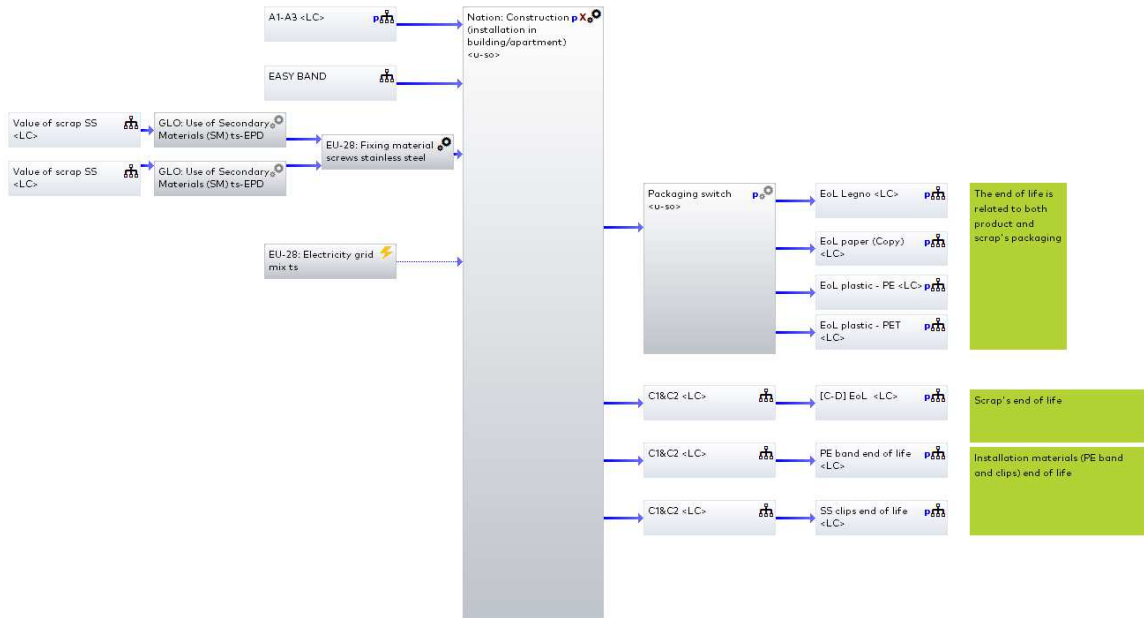 A1-A3 <LC>
p
EASY BAND
Value of scrap SS
<LC>
GLO: Use of Secondary
Materials (SM) ts-EPD
Value of scrap SS
<LC>
GLO: Use of Secondary
Materials (SM) ts-EPD
EU-28: Fixing material
screws stainless steel
EU-28: Electricity grid
mix ts
Nation: Construction p X
(installation in
building/apartment)
<u-so>
Packaging switch p
<u-so>
EoL Legno <LC> p
EoL paper (Copy) p
<LC>
EoL plastic - PE <LC> p
EoL plastic - PET p
<LC>
The end of life is
related to both
product and
scrap's packaging
C1&C2 <LC>
[C-D] EoL <LC> p
Scrap's end of life
C1&C2 <LC>
PE band end of life p
<LC>
C1&C2 <LC>
SS clips end of life p
<LC>
Installation materials (PE band
and clips) end of life